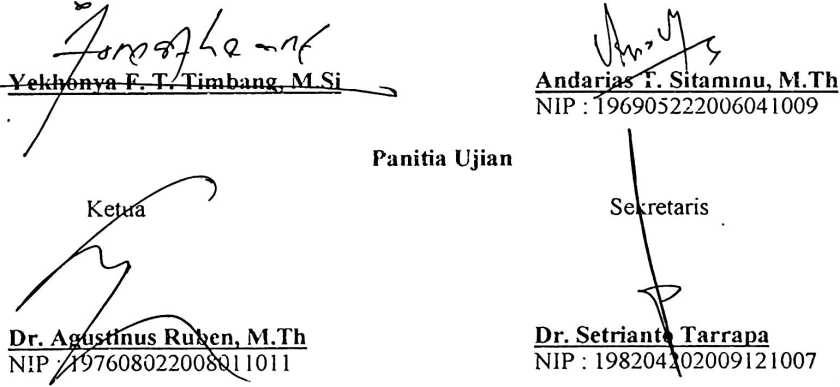 Yekhonya F. T. Timbang, M.Si
Andarias T. Sitammu, M.Th
NIP : 196905222006041009
Panitia Ujian
Ketua
Sekretaris
Dr. Agustinus Ruben, M.Th
NIP : 197608022008011011
Dr. Setrianto Tarrapa
NIP : 198204202009121007